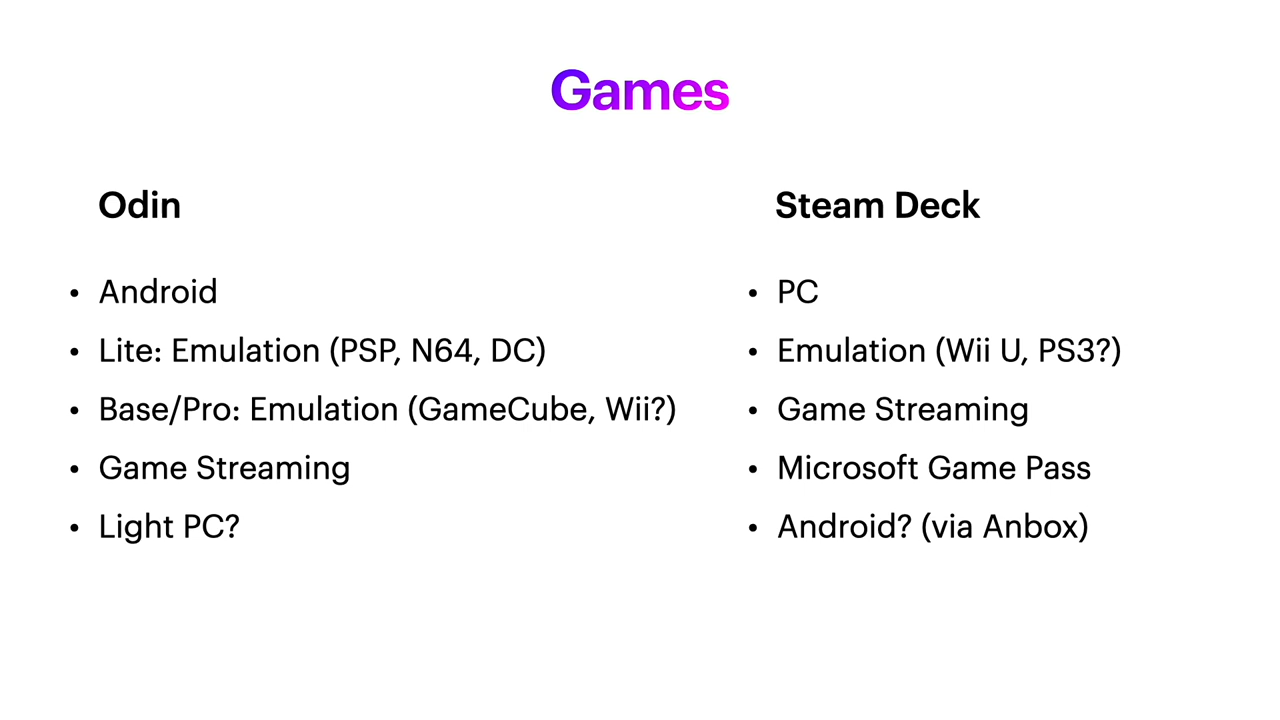 Games
Odin
• Android
• Lite: Emulation (PSP, N64, DC)
• Base/Pro: Emulation (GameCube, Wii?)
• Game Streaming
• Light PC?
Steam Deck
• PC
• Emulation (Wii U, PS3?)
• Game Streaming
• Microsoft Game Pass
• Android? (via Anbox)